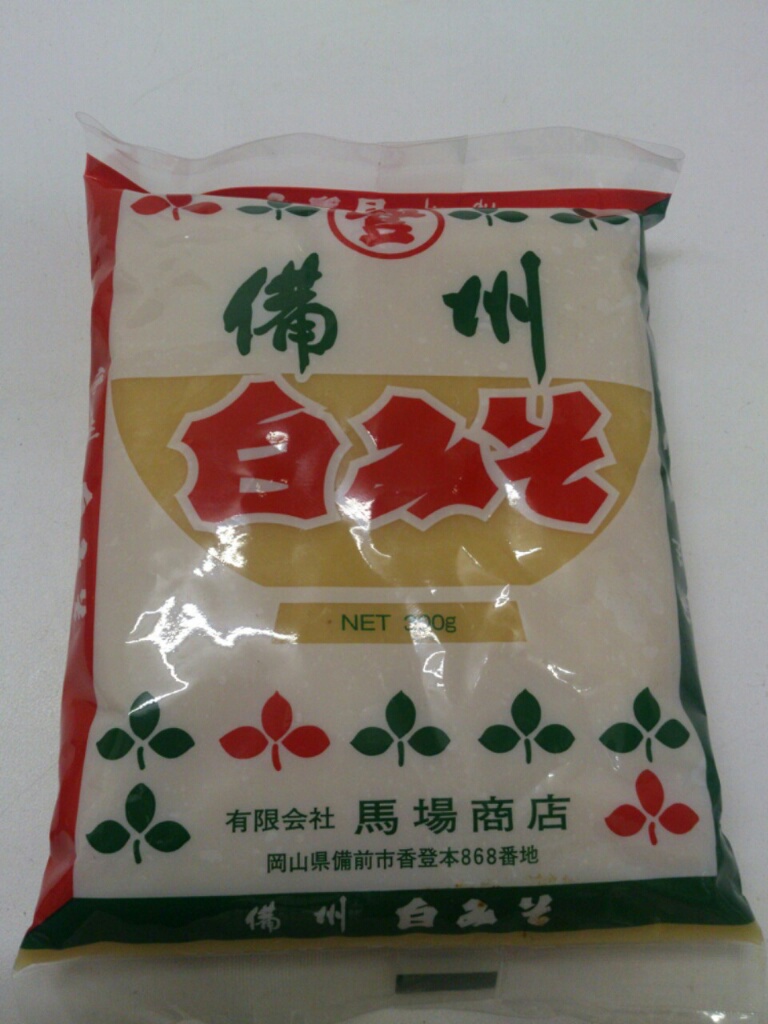 備州
白みそ
NET 300g
有限会社 馬場商店
岡山県備前市香登本868番地
備州 白みそ